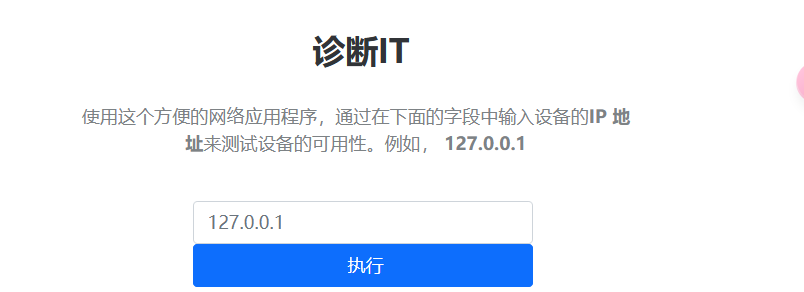 诊断IT
使用这个方便的网络应用程序，通过在下面的字段中输入设备的IP 地
址来测试设备的可用性。例如， 127.0.0.1
127.0.0.1
执行